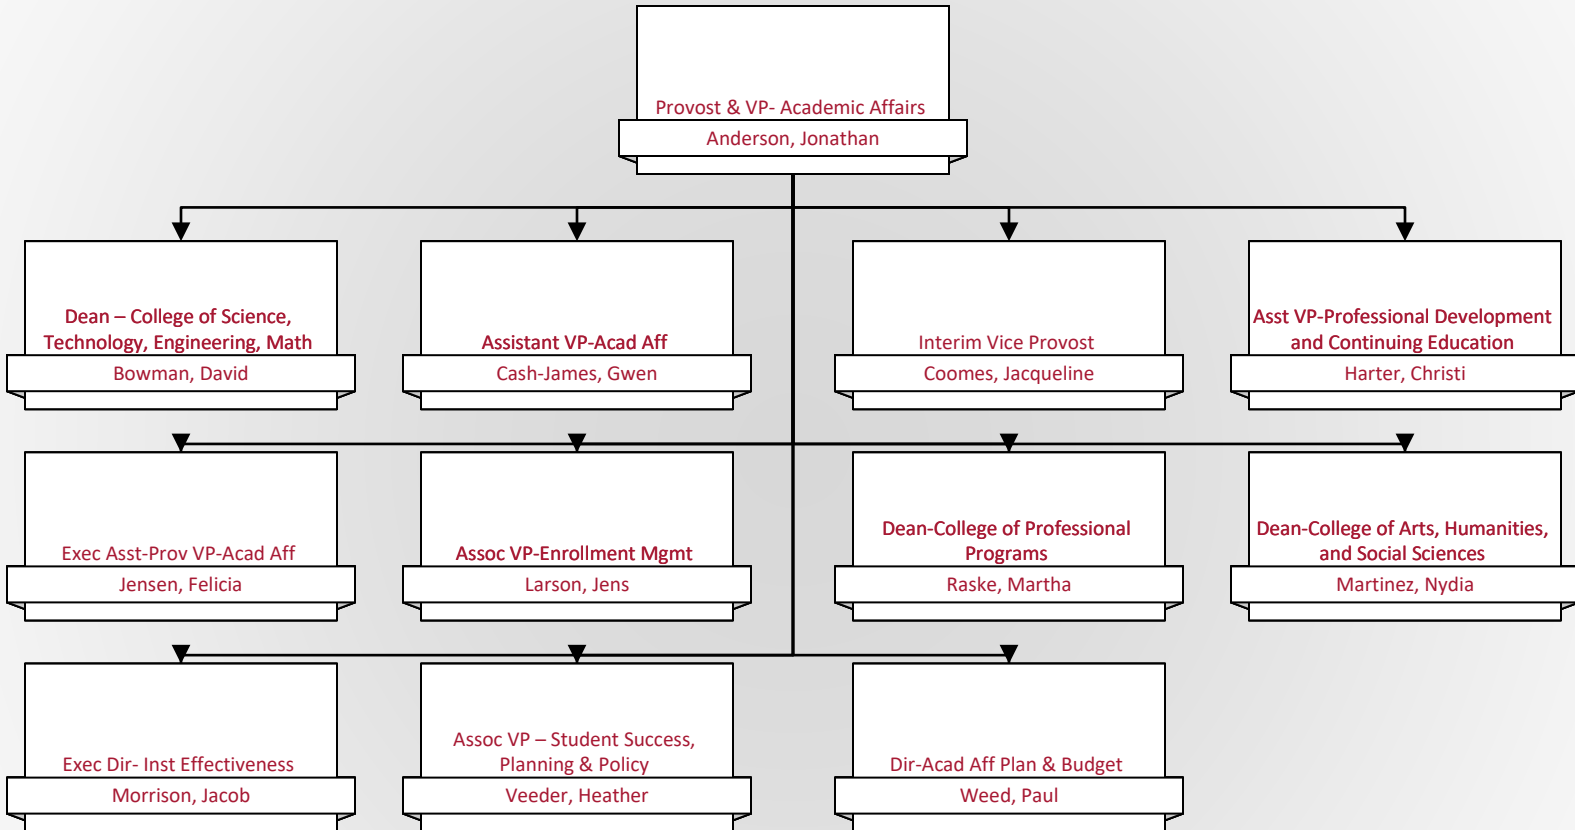 Provost & VP- Academic Affairs
Anderson, Jonathan
Dean – College of Science,
Technology, Engineering, Math
Bowman, David
Assistant VP-Acad Aff
Cash-James, Gwen
Interim Vice Provost
Coomes, Jacqueline
Asst VP-Professional Development
and Continuing Education
Harter, Christi
Exec Asst-Prov VP-Acad Aff
Jensen, Felicia
Assoc VP-Enrollment Mgmt
Larson, Jens
Dean-College of Professional
Programs
Raske, Martha
Dean-College of Arts, Humanities,
and Social Sciences
Martinez, Nydia
Exec Dir- Inst Effectiveness
Morrison, Jacob
Assoc VP – Student Success,
Planning & Policy
Veeder, Heather
Dir-Acad Aff Plan & Budget
Weed, Paul